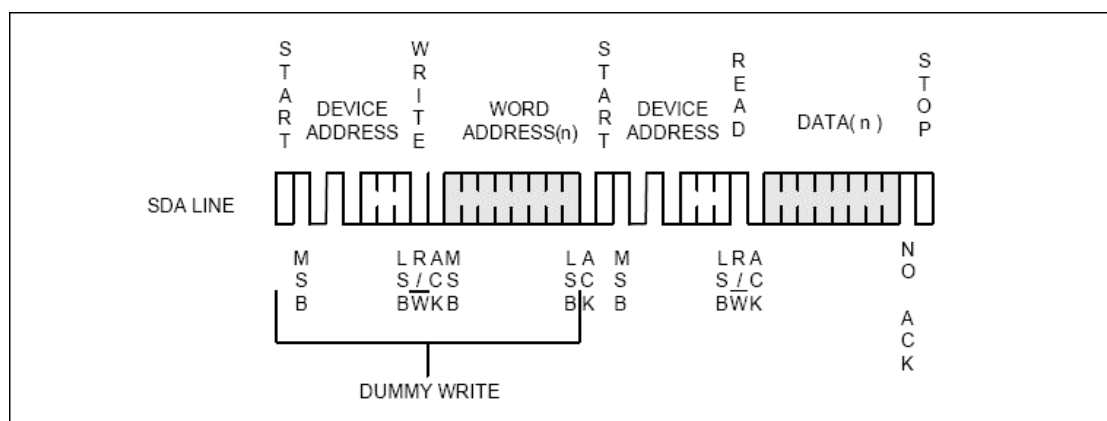 START
DEVICE
ADDRESS
WRITE
WORD
ADDRESS(n)
START
DEVICE
ADDRESS
READ
DATA( n )
STOP
SDA LINE
MSB
LSB
R/W
ACK
MSB
LSB
ACK
MSB
LSB
R/W
ACK
NO ACK
DUMMY WRITE